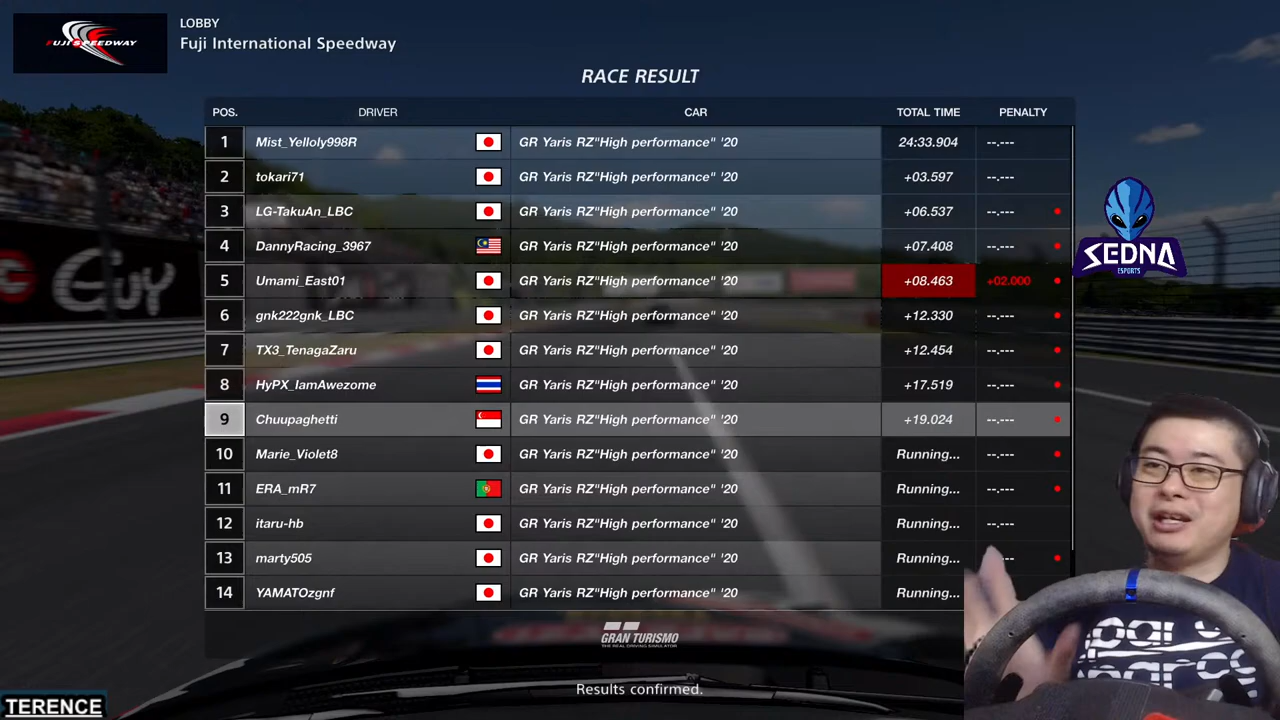 LOBBY
FUJI SPEEDWAY
Fuji International Speedway
RACE RESULT
POS. DRIVER CAR TOTAL TIME PENALTY
1 Mist_Yelloly998R GR Yaris RZ"High performance" '20 24:33.904 --.---
2 tokari71 GR Yaris RZ"High performance" '20 +03.597 --.---
3 LG-TakuAn_LBC GR Yaris RZ"High performance" '20 +06.537 --.---
4 DannyRacing_3967 GR Yaris RZ"High performance" '20 +07.408 --.---
5 Umami_East01 GR Yaris RZ"High performance" '20 +08.463 +02.000
6 gnk222gnk_LBC GR Yaris RZ"High performance" '20 +12.330 --.---
7 TX3_TenagaZaru GR Yaris RZ"High performance" '20 +12.454 --.---
8 HyPX_IamAwezome GR Yaris RZ"High performance" '20 +17.519 --.---
9 Chuupaghetti GR Yaris RZ"High performance" '20 +19.024 --.---
10 Marie_Violet8 GR Yaris RZ"High performance" '20 Running... --.---
11 ERA_mR7 GR Yaris RZ"High performance" '20 Running... --.---
12 itaru-hb GR Yaris RZ"High performance" '20 Running... --.---
13 marty505 GR Yaris RZ"High performance" '20 Running... --.---
14 YAMATOzgnf GR Yaris RZ"High performance" '20 Running...
SEDNA
ESPORTS
Guy
GRAN TURISMO
THE REAL DRIVING SIMULATOR
Results confirmed.
TERENCE
sparco
sparco